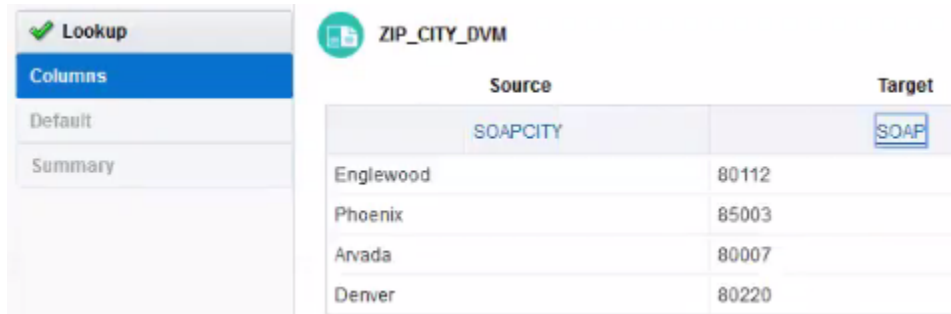 Lookup
Columns
Default
Summary
ZIP_CITY_DVM
Source Target
SOAPCITY SOAP
Englewood 80112
Phoenix 85003
Arvada 80007
Denver 80220